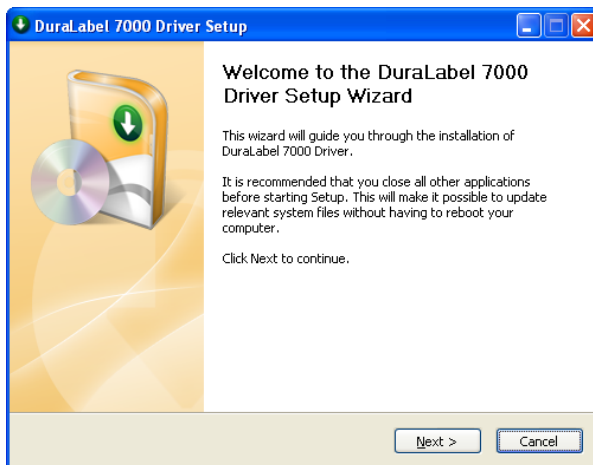 DuraLabel 7000 Driver Setup
Welcome to the DuraLabel 7000
Driver Setup Wizard
This wizard will guide you through the installation of
DuraLabel 7000 Driver.
It is recommended that you close all other applications
before starting Setup. This will make it possible to update
relevant system files without having to reboot your
computer.
Click Next to continue.
Next >
Cancel